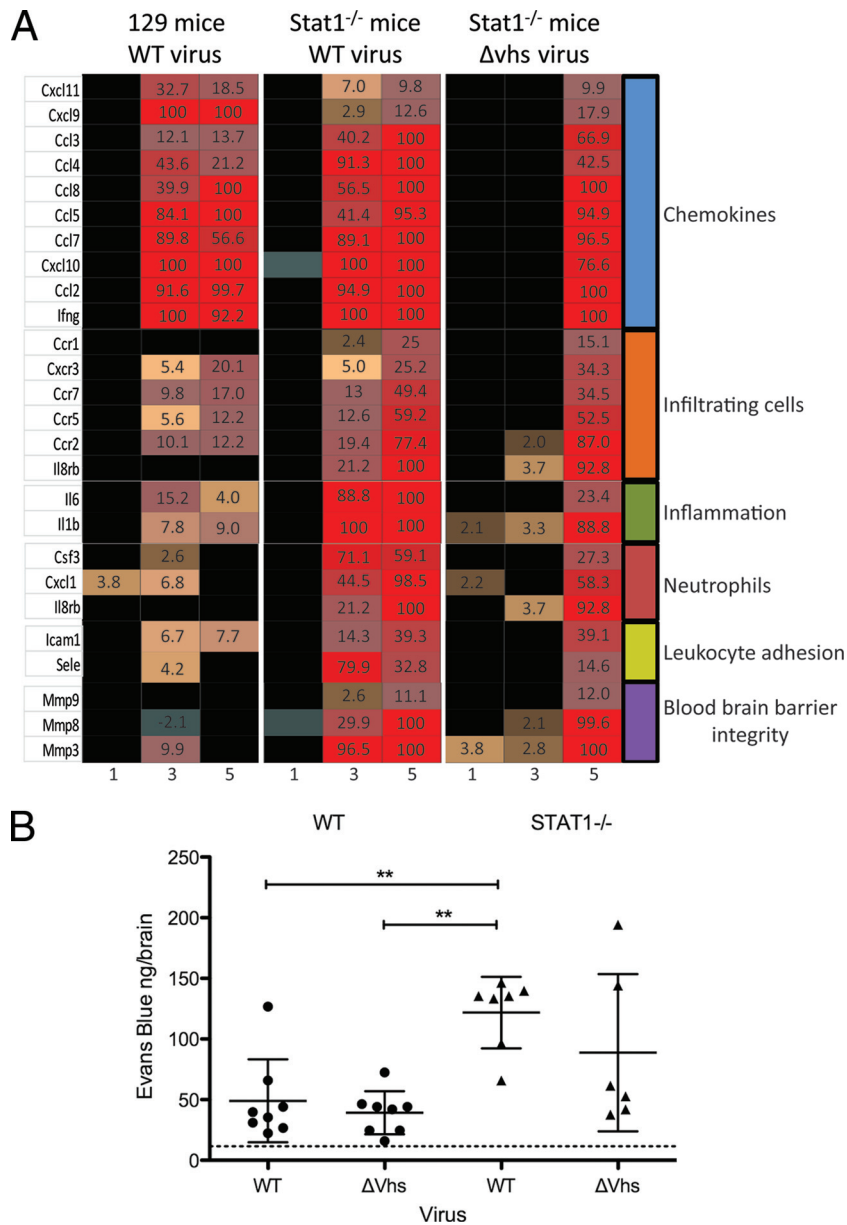 A
129 mice Stat1-/- mice Stat1-/- mice
WT virus WT virus Δvhs virus
Cxcl11 32.7 18.5 7.0 9.8 9.9
Cxcl9 100 100 2.9 12.6 17.9
Ccl3 12.1 13.7 40.2 100 66.9
Ccl4 43.6 21.2 91.3 100 42.5
Ccl8 39.9 100 56.5 100 100
Ccl5 84.1 100 41.4 95.3 94.9
Ccl7 89.8 56.6 89.1 100 96.5
Cxcl10 100 100 100 100 76.6
Ccl2 91.6 99.7 94.9 100 100
Ifng 100 92.2 100 100 100
Chemokines
Ccr1 2.4 25 15.1
Cxcr3 5.4 20.1 5.0 25.2 34.3
Ccr7 9.8 17.0 13 49.4 34.5
Ccr5 5.6 12.2 12.6 59.2 52.5
Ccr2 10.1 12.2 19.4 77.4 2.0 87.0
Il8rb 21.2 100 3.7 92.8
Infiltrating cells
Il6 15.2 4.0 88.8 100 23.4
Il1b 7.8 9.0 100 100 2.1 3.3 88.8
Inflammation
Csf3 2.6 71.1 59.1 27.3
Cxcl1 3.8 6.8 44.5 98.5 2.2 58.3
Il8rb 21.2 100 3.7 92.8
Neutrophils
Icam1 6.7 7.7 14.3 39.3 39.1
Sele 4.2 79.9 32.8 14.6
Leukocyte adhesion
Mmp9 2.6 11.1 12.0
Mmp8 -2.1 29.9 100 2.1 99.6
Mmp3 9.9 96.5 100 3.8 2.8 100
Blood brain barrier
integrity
1 3 5 1 3 5 1 3 5
B
WT STAT1-/-
250
200
150
100
50
0
Evans Blue ng/brain
**
**
WT ΔVhs WT ΔVhs
Virus